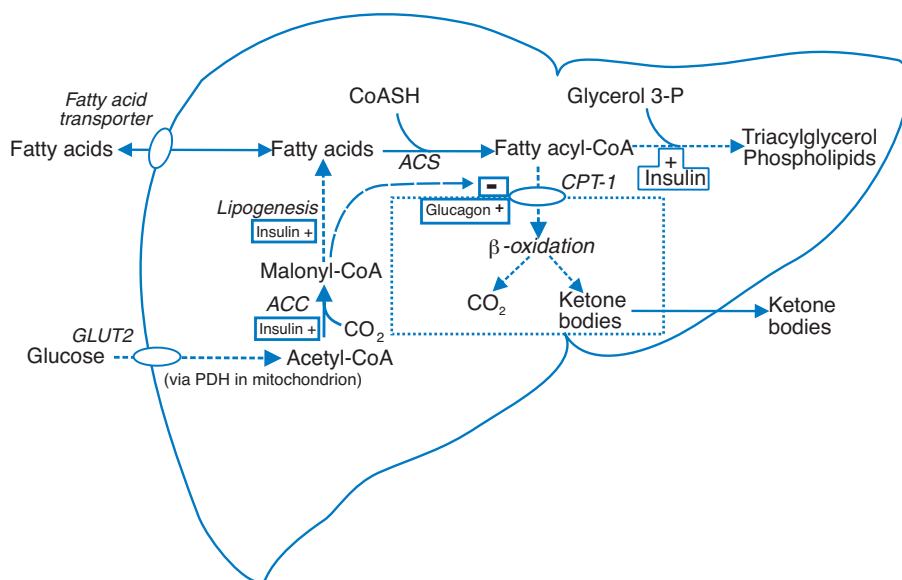 CoASH
Glycerol 3-P
Fatty acid
transporter
Fatty acids
Fatty acids
ACS
Fatty acyl-CoA
+
Insulin
Triacylglycerol
Phospholipids
Lipogenesis
Insulin +
-
Glucagon +
CPT-1
β-oxidation
Malonyl-CoA
ACC
Insulin +
CO₂
CO₂
Ketone
bodies
Ketone
bodies
GLUT2
Glucose
Acetyl-CoA
(via PDH in mitochondrion)